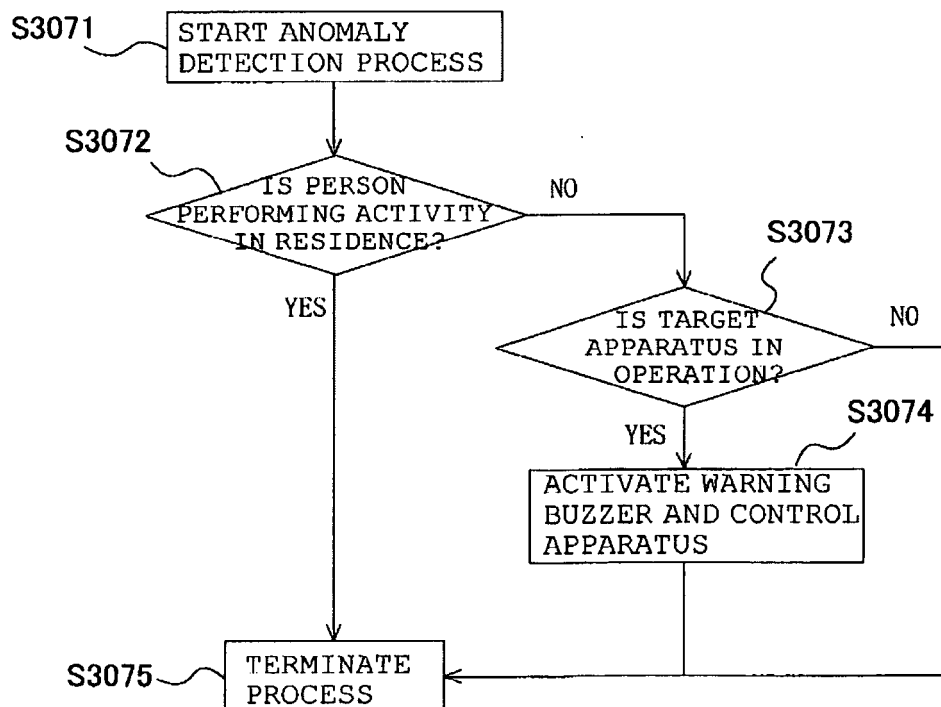 S3071
START ANOMALY
DETECTION PROCESS
S3072
IS PERSON
PERFORMING ACTIVITY
IN RESIDENCE?
NO
YES
S3073
IS TARGET
APPARATUS IN
OPERATION?
NO
YES
S3074
ACTIVATE WARNING
BUZZER AND CONTROL
APPARATUS
S3075
TERMINATE
PROCESS